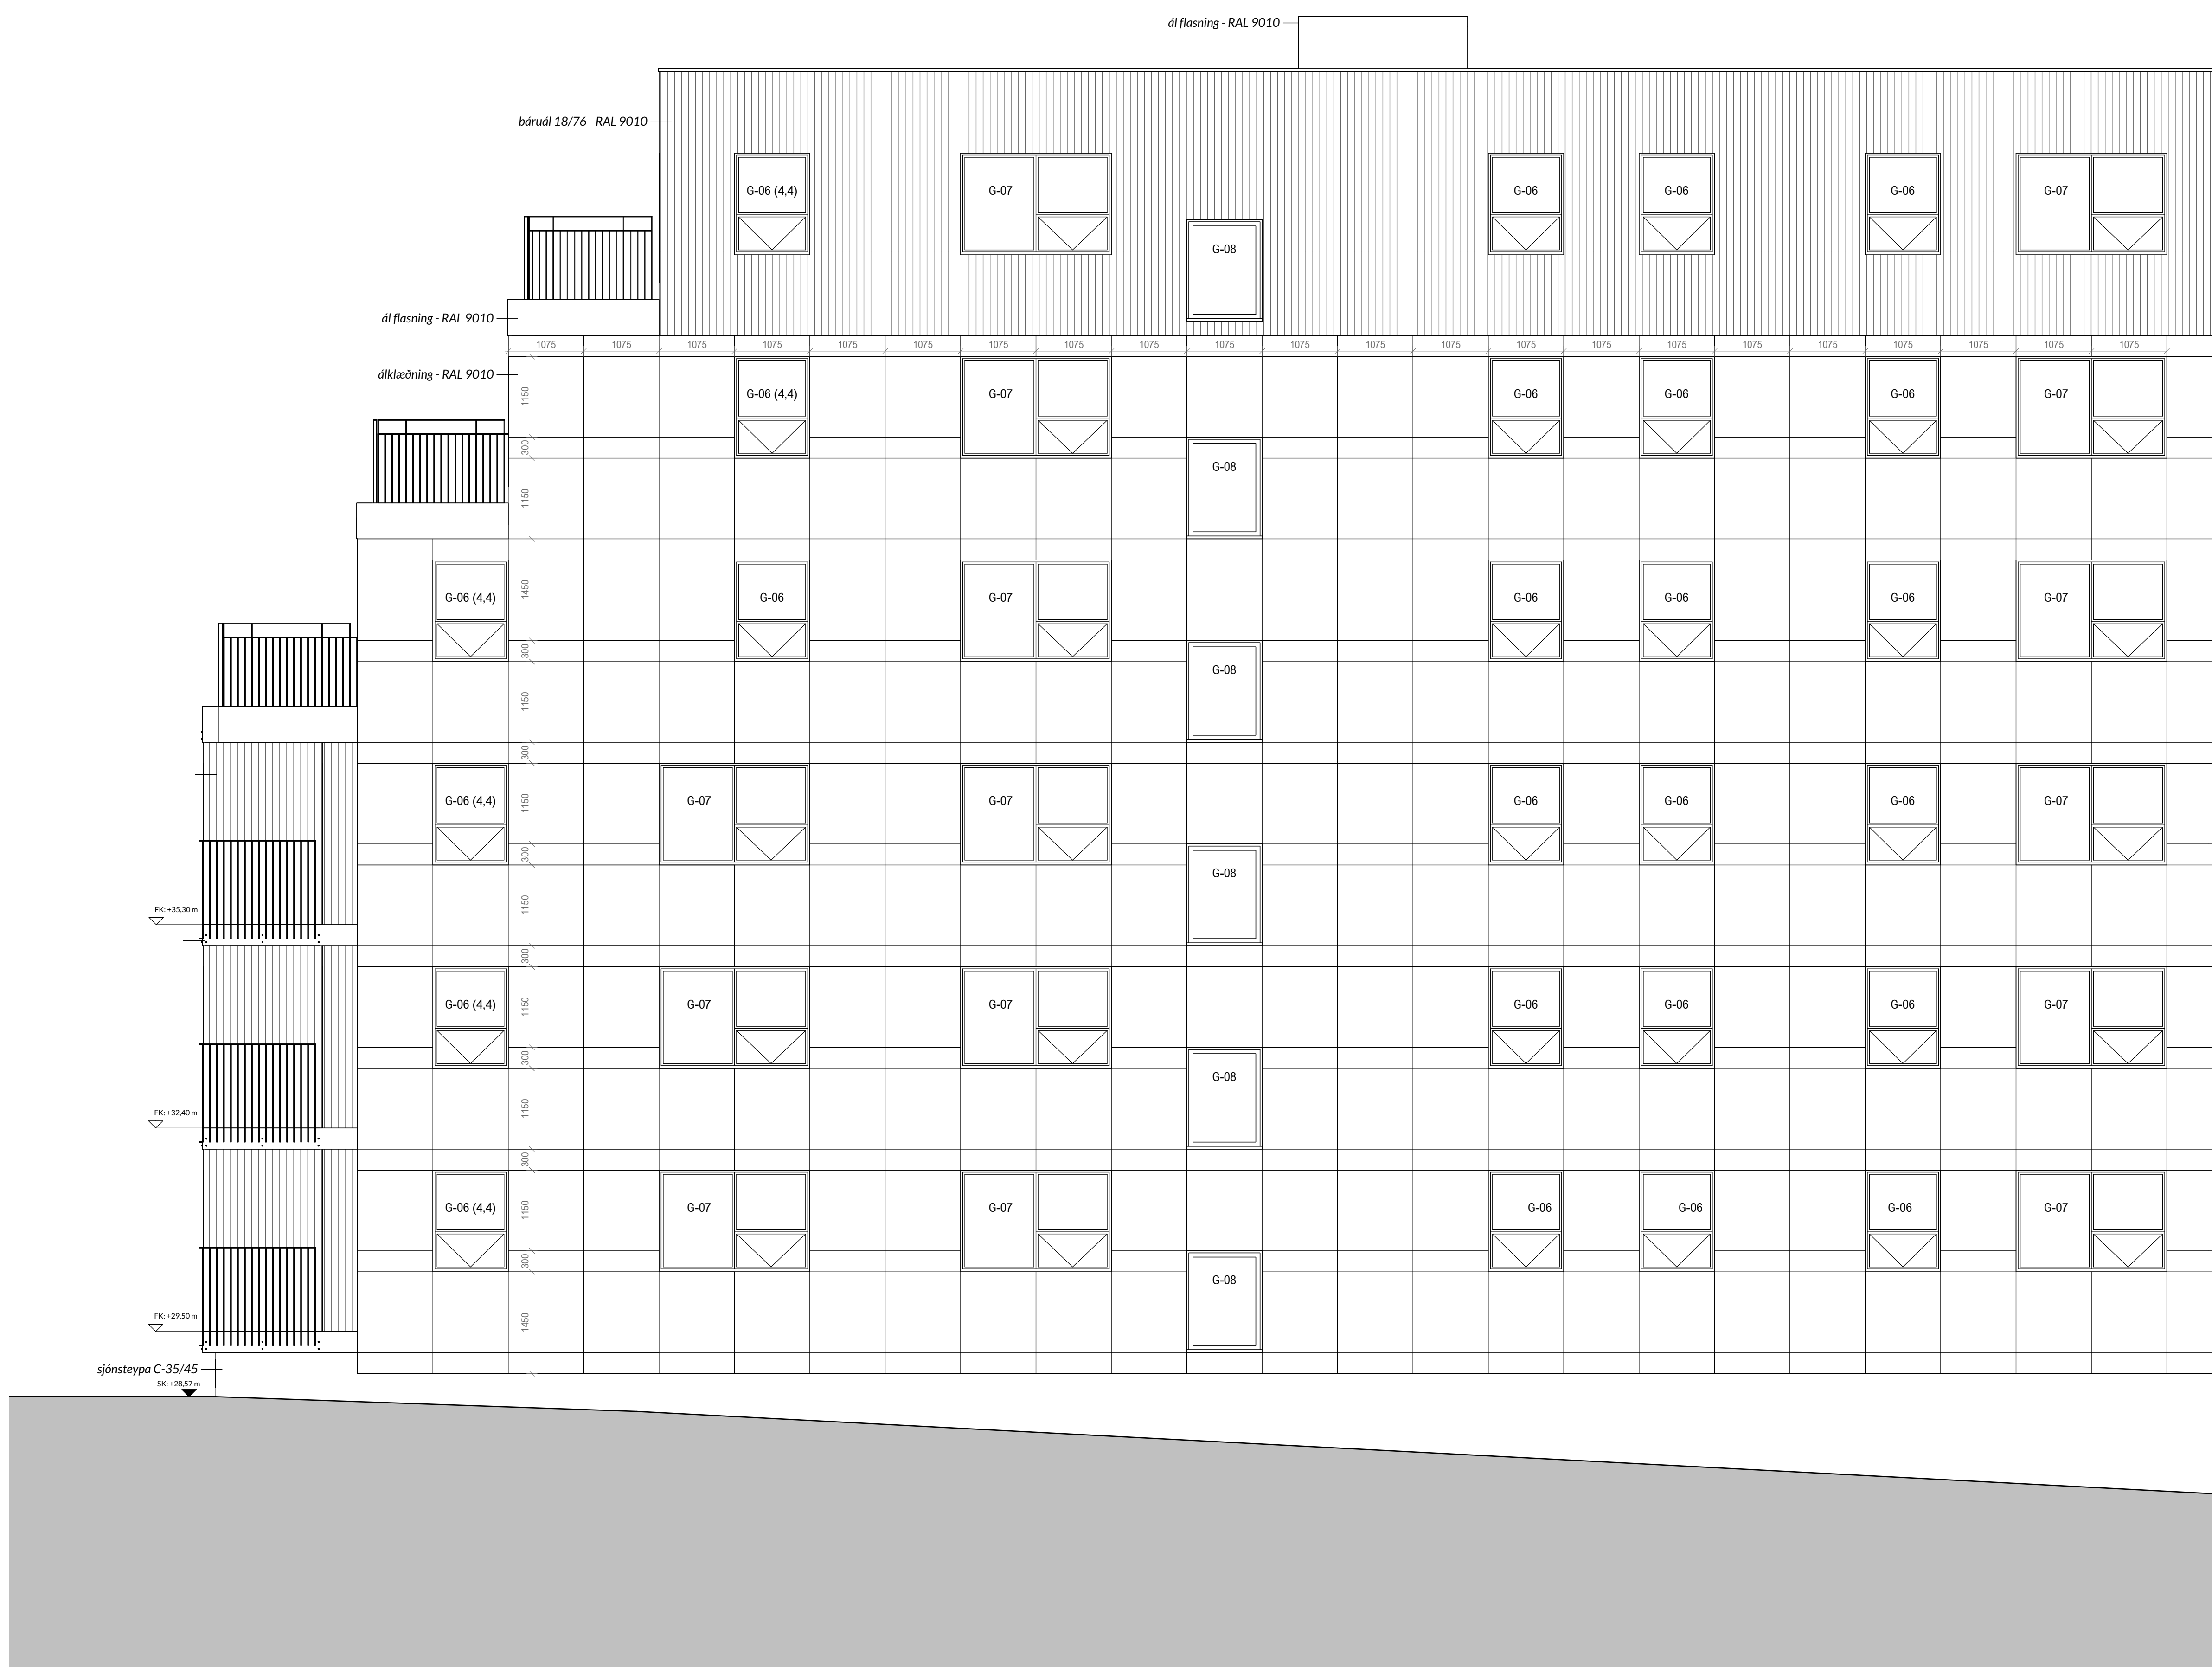 ál flasning - RAL 9010
báruál 18/76 - RAL 9010
G-06 (4,4) G-07 G-06 G-06 G-06 G-07
G-08
ál flasning - RAL 9010
1075 1075 1075 1075 1075 1075 1075 1075 1075 1075 1075 1075 1075 1075 1075 1075 1075 1075 1075 1075 1075 1075
álklæðning - RAL 9010
1150
G-06 (4,4) G-07 G-06 G-06 G-06 G-07
300
G-08
1150
1450
G-06 (4,4) G-06 G-07 G-06 G-06 G-06 G-07
300
G-08
1150
300
1150
G-06 (4,4) G-07 G-07 G-06 G-06 G-06 G-07
300
G-08
1150
FK: +35,30 m
300
1150
G-06 (4,4) G-07 G-07 G-06 G-06 G-06 G-07
300
G-08
1150
FK: +32,40 m
300
1150
G-06 (4,4) G-07 G-07 G-06 G-06 G-06 G-07
300
G-08
1450
FK: +29,50 m
sjónsteypa C-35/45
SK: +28,57 m